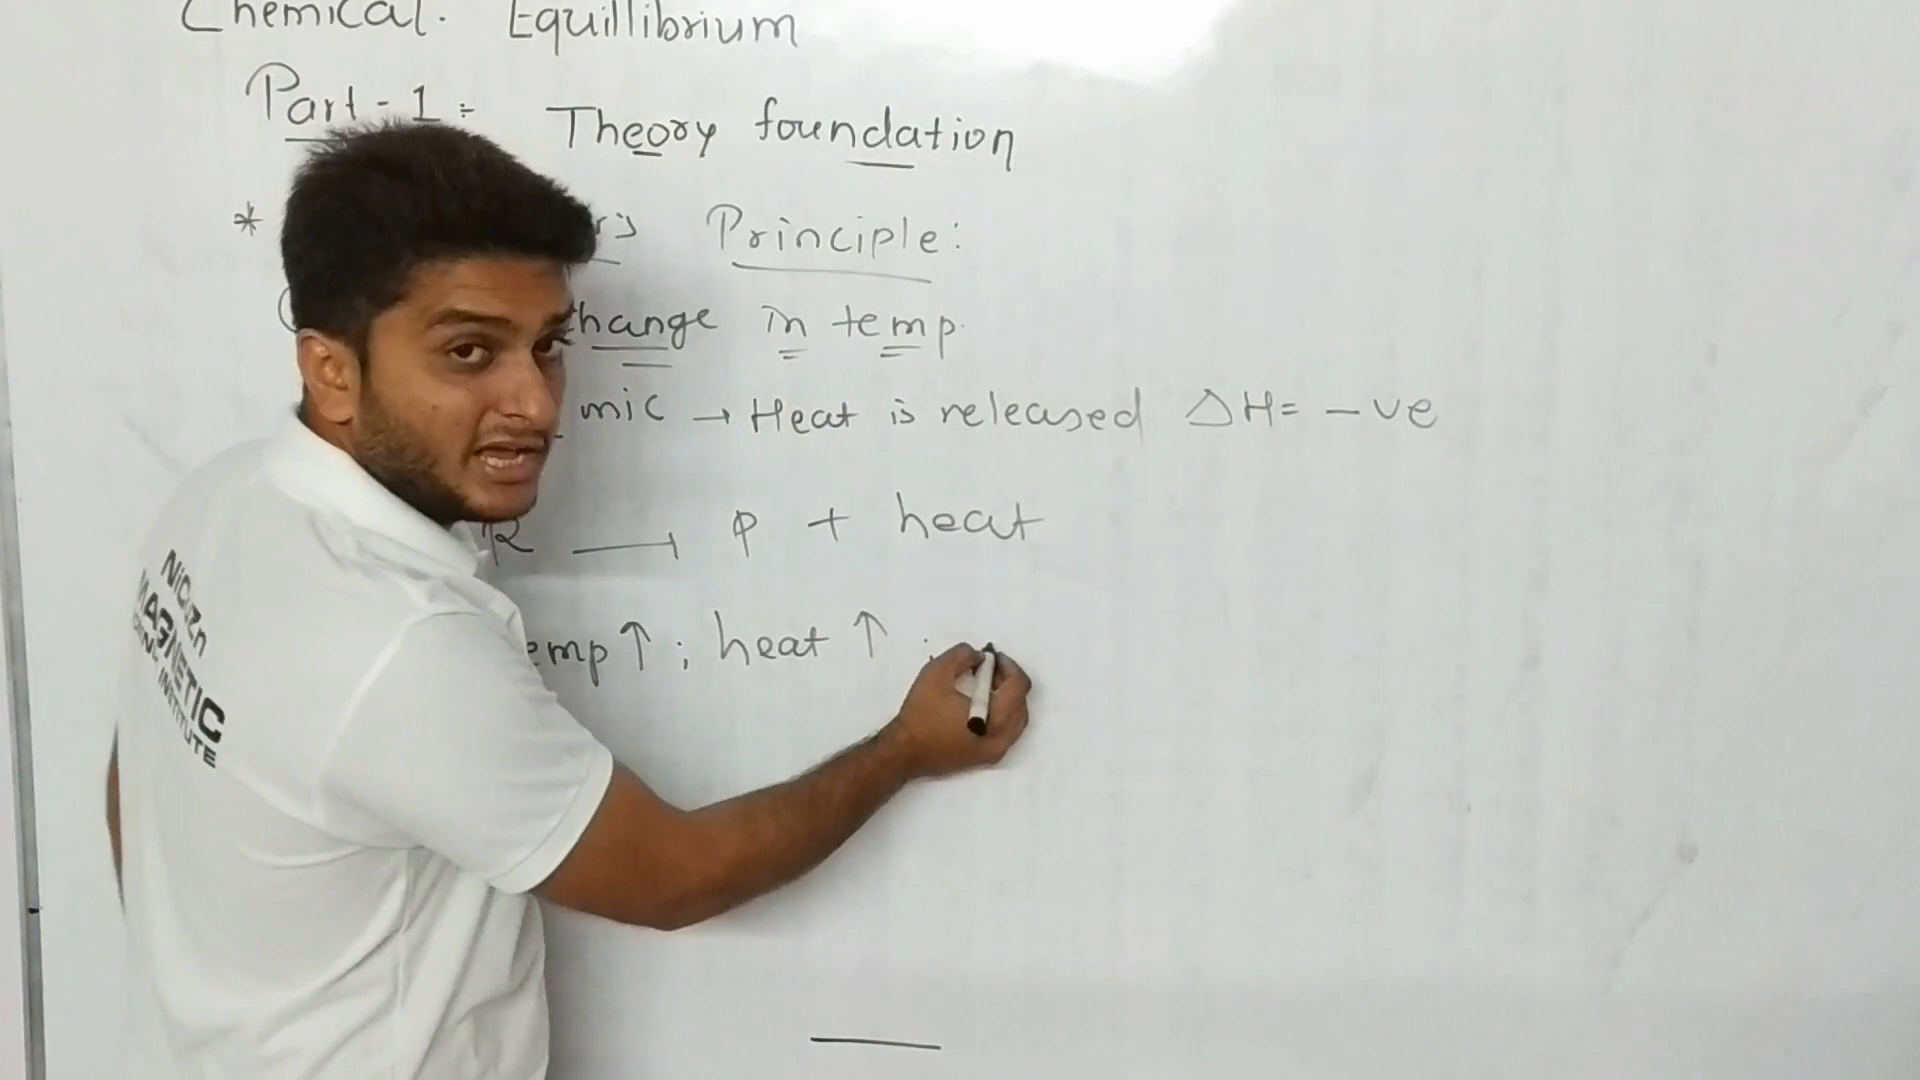 Chemical. Equillibrium
Part-1:
Theory foundation
* Principle:
change in temp.
mic → Heat is released ΔH= -ve
R → P + heat
emp↑ ; heat ↑ ;
NiCuZn
MAGNETIC
INSTITUTE